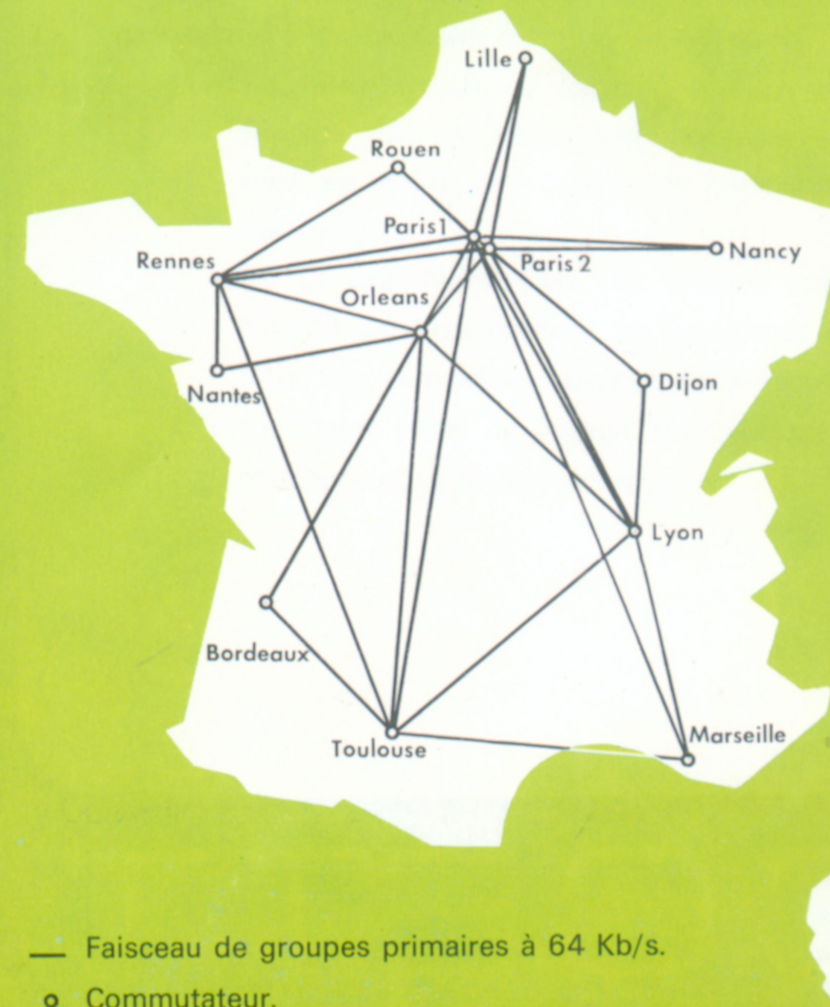 Lille
Rouen
Paris1
Paris 2
Nancy
Rennes
Orleans
Nantes
Dijon
Lyon
Bordeaux
Toulouse
Marseille
Faisceau de groupes primaires à 64 Kb/s.
Commutateur.